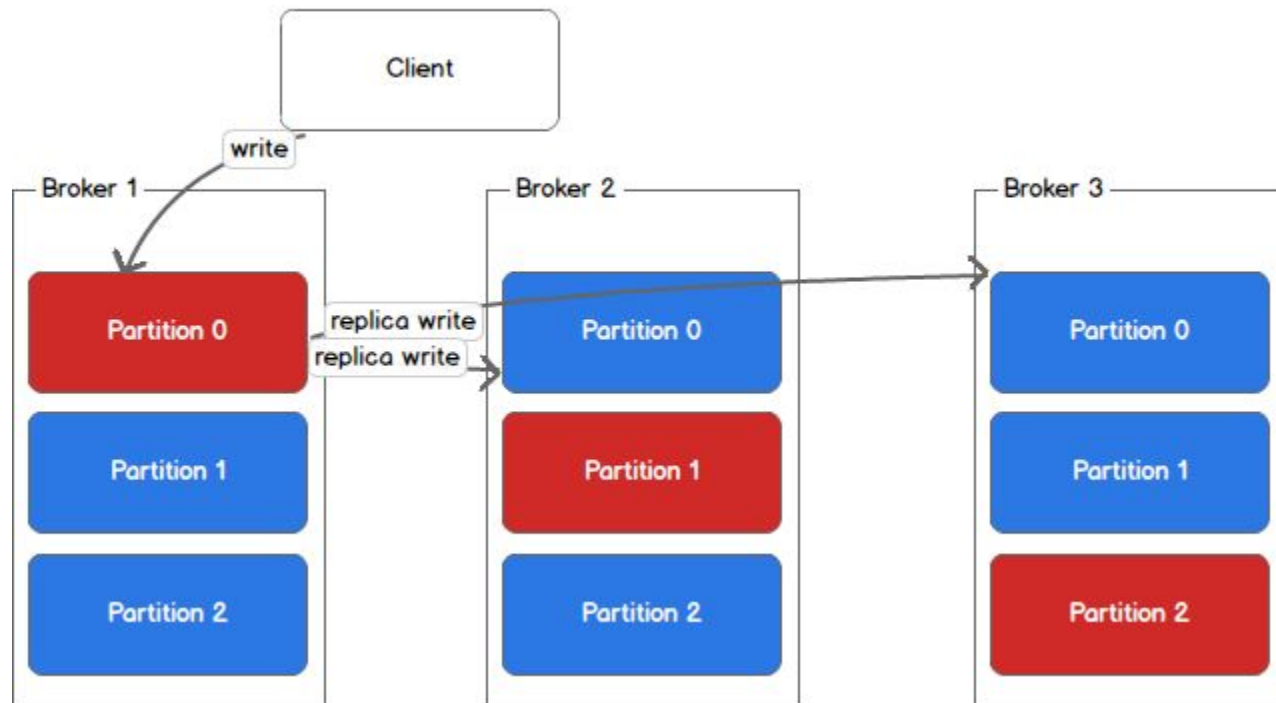 Client
write
Broker 1
Broker 2
Broker 3
Partition 0
replica write
replica write
Partition 0
Partition 0
Partition 1
Partition 1
Partition 1
Partition 2
Partition 2
Partition 2